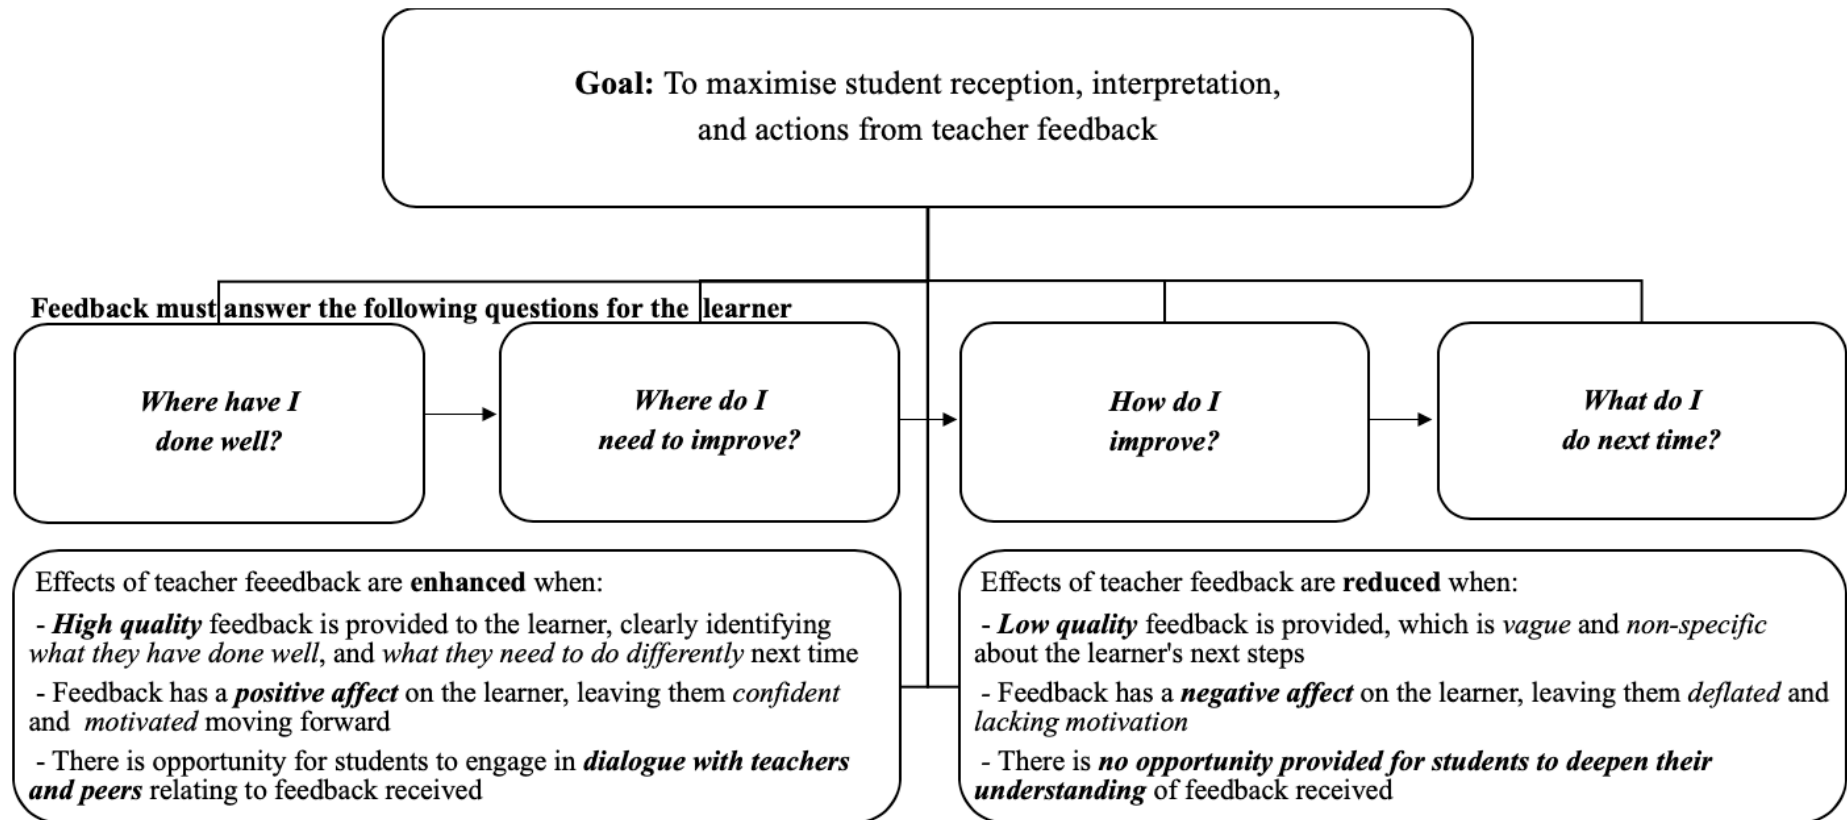 Goal: To maximise student reception, interpretation,
and actions from teacher feedback
Feedback must answer the following questions for the learner
Where have I
done well?
Where do I
need to improve?
How do I
improve?
What do I
do next time?
Effects of teacher feeedback are enhanced when:
- High quality feedback is provided to the learner, clearly identifying
what they have done well, and what they need to do differently next time
- Feedback has a positive affect on the learner, leaving them confident
and motivated moving forward
- There is opportunity for students to engage in dialogue with teachers
and peers relating to feedback received
Effects of teacher feedback are reduced when:
- Low quality feedback is provided, which is vague and non-specific
about the learner's next steps
- Feedback has a negative affect on the learner, leaving them deflated and
lacking motivation
- There is no opportunity provided for students to deepen their
understanding of feedback received